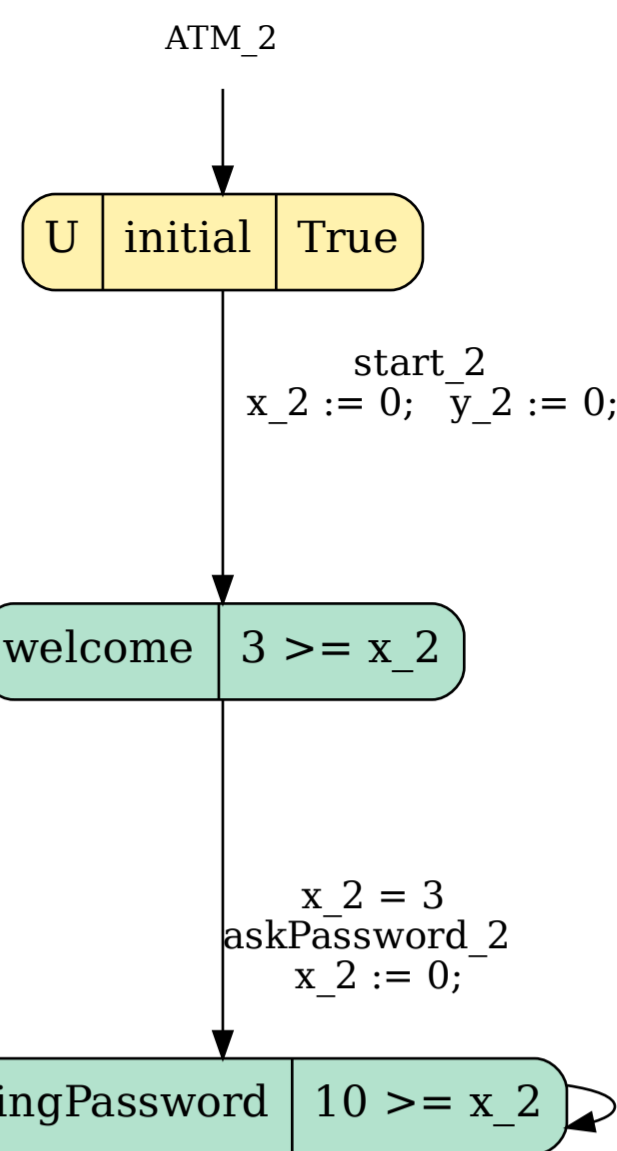 ATM_2
U initial True
start_2
x_2 := 0; y_2 := 0;
welcome 3 >= x_2
x_2 = 3
askPassword_2
x_2 := 0;
ingPassword 10 >= x_2